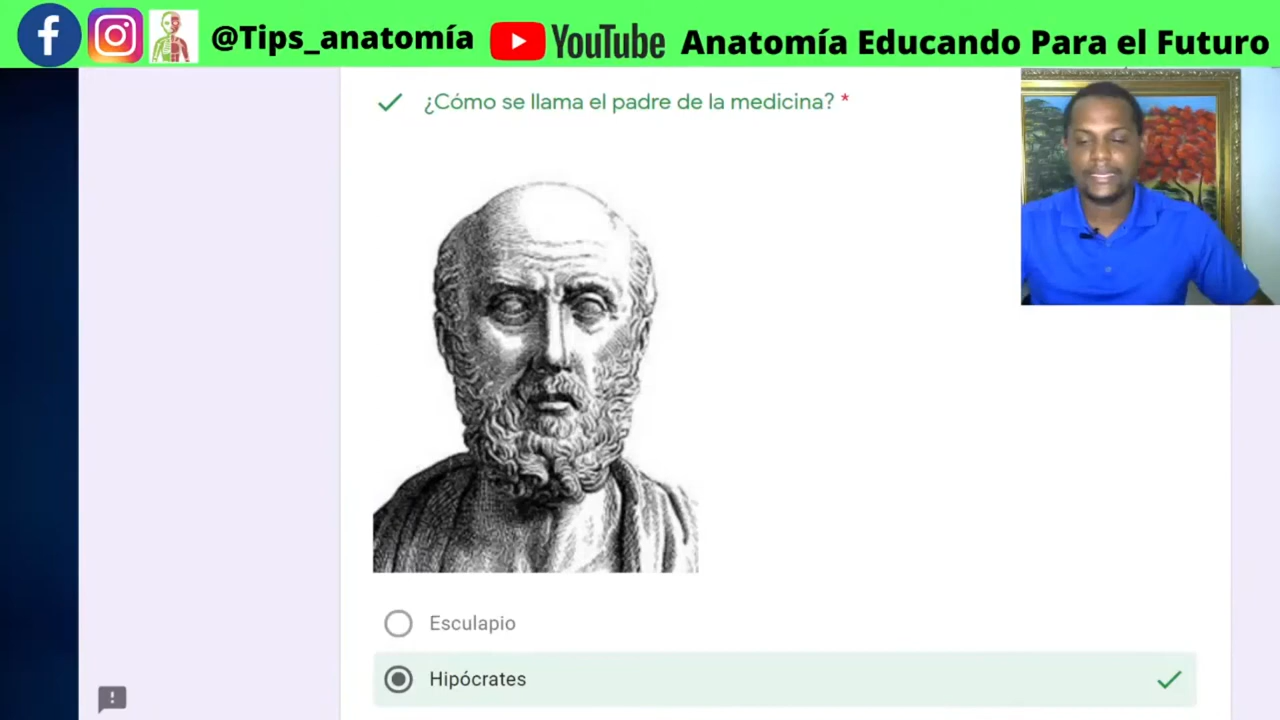 @Tips_anatomía YouTube Anatomía Educando Para el Futuro
¿Cómo se llama el padre de la medicina? *
Esculapio
Hipócrates